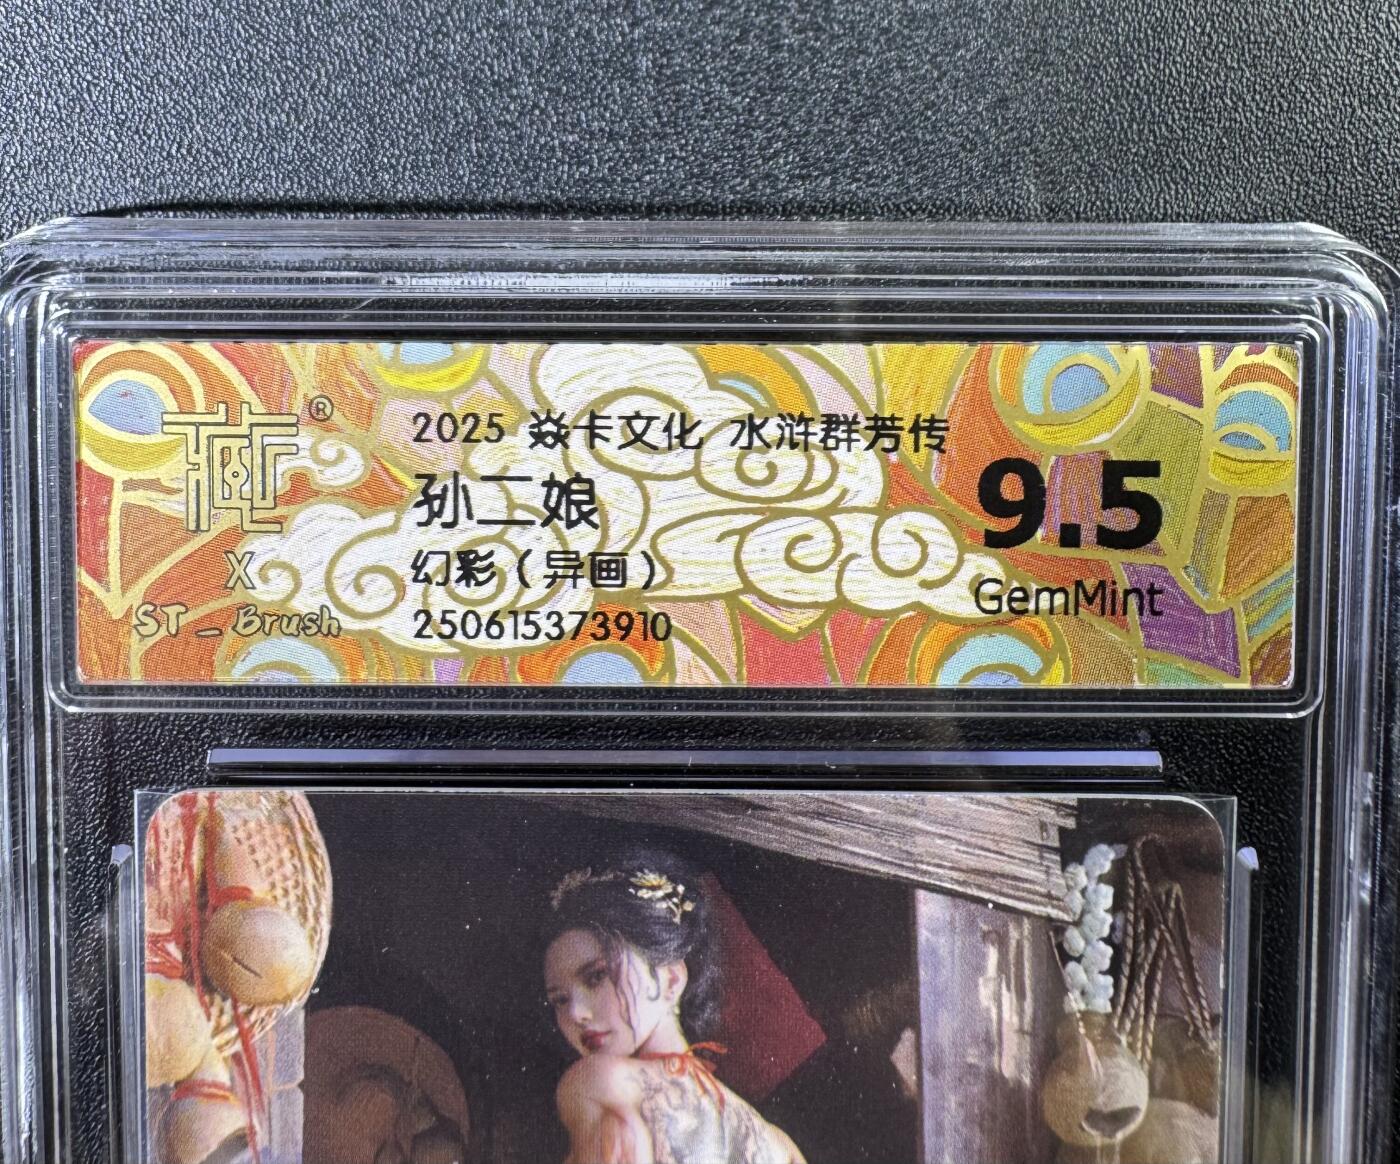 ®
X
ST_Brush
2025 焱卡文化 水浒群芳传
孙二娘
幻彩（异画）
250615373910
9.5
GemMint